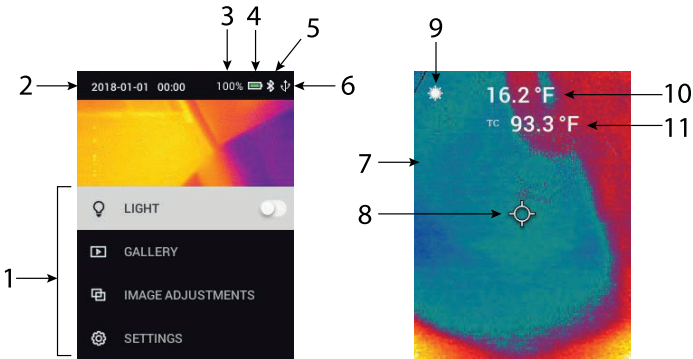 3
4
5
2
2018-01-01 00:00
100%
6
1
LIGHT
GALLERY
IMAGE ADJUSTMENTS
SETTINGS
9
16.2 °F
10
TC 93.3 °F
11
7
8